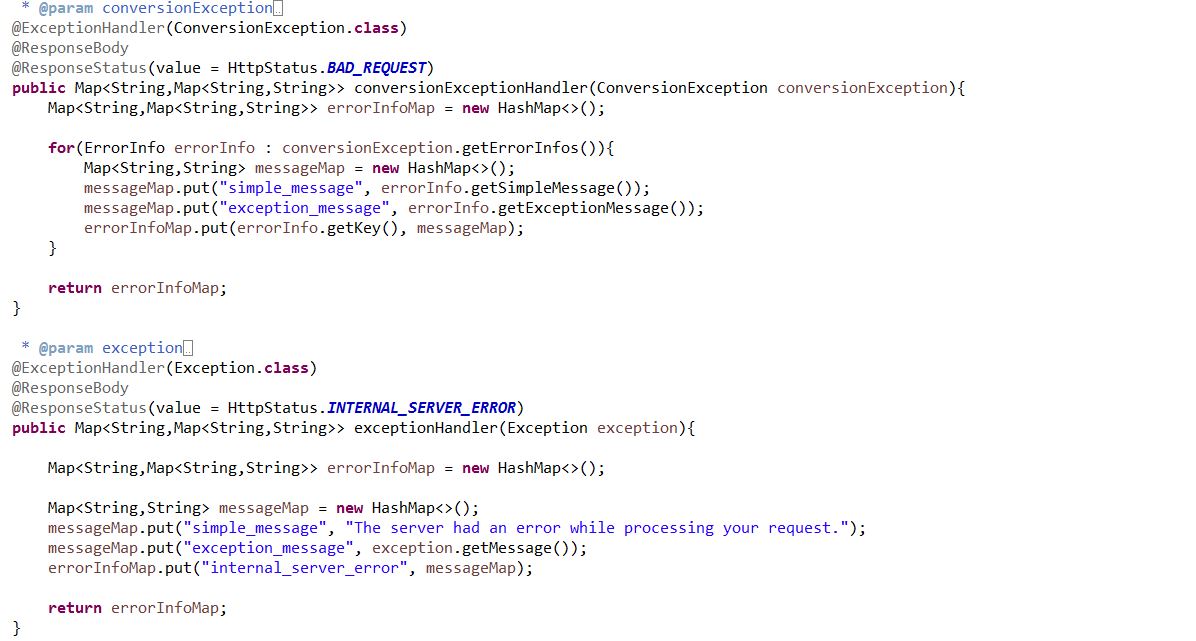 * @param conversionException
@ExceptionHandler(ConversionException.class)
@ResponseBody
@ResponseStatus(value = HttpStatus.BAD_REQUEST)
public Map<String,Map<String,String>> conversionExceptionHandler(ConversionException conversionException){
Map<String,Map<String,String>> errorInfoMap = new HashMap<>();
for(ErrorInfo errorInfo : conversionException.getErrorInfos()){
Map<String,String> messageMap = new HashMap<>();
messageMap.put("simple_message", errorInfo.getSimpleMessage());
messageMap.put("exception_message", errorInfo.getExceptionMessage());
errorInfoMap.put(errorInfo.getKey(), messageMap);
}
return errorInfoMap;
}
* @param exception
@ExceptionHandler(Exception.class)
@ResponseBody
@ResponseStatus(value = HttpStatus.INTERNAL_SERVER_ERROR)
public Map<String,Map<String,String>> exceptionHandler(Exception exception){
Map<String,Map<String,String>> errorInfoMap = new HashMap<>();
Map<String,String> messageMap = new HashMap<>();
messageMap.put("simple_message", "The server had an error while processing your request.");
messageMap.put("exception_message", exception.getMessage());
errorInfoMap.put("internal_server_error", messageMap);
return errorInfoMap;
}